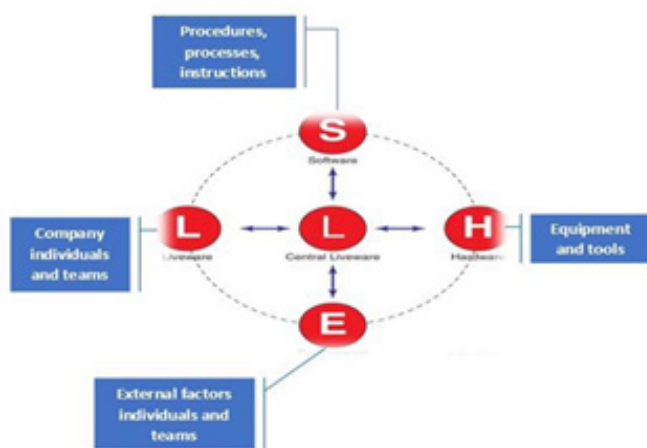 Procedures,
processes,
instructions
S
Software
Company
individuals
and teams
L
Liveware
L
Central Liveware
H
Hardware
Equipment
and tools
E
External factors
individuals and
teams